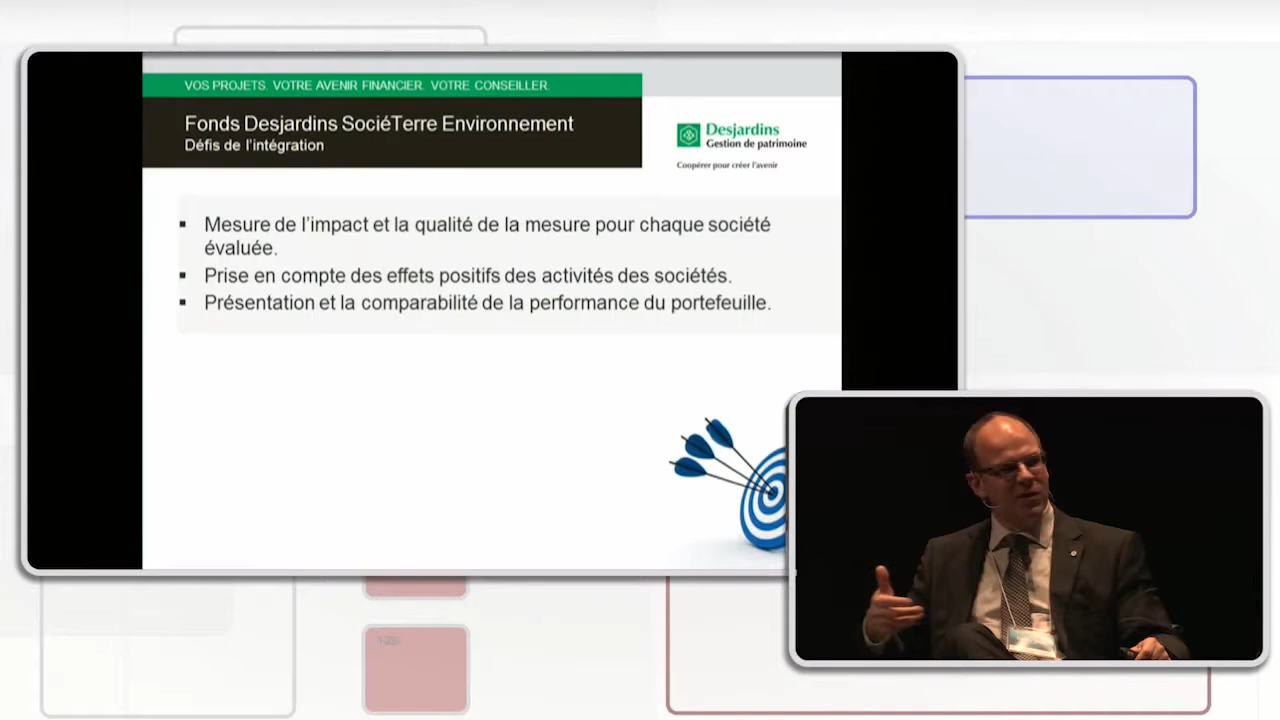 VOS PROJETS. VOTRE AVENIR FINANCIER. VOTRE CONSEILLER.
Fonds Desjardins SociéTerre Environnement
Défis de l'intégration
Desjardins
Gestion de patrimoine
Coopérer pour créer l'avenir
▪ Mesure de l'impact et la qualité de la mesure pour chaque société
évaluée.
▪ Prise en compte des effets positifs des activités des sociétés.
▪ Présentation et la comparabilité de la performance du portefeuille.